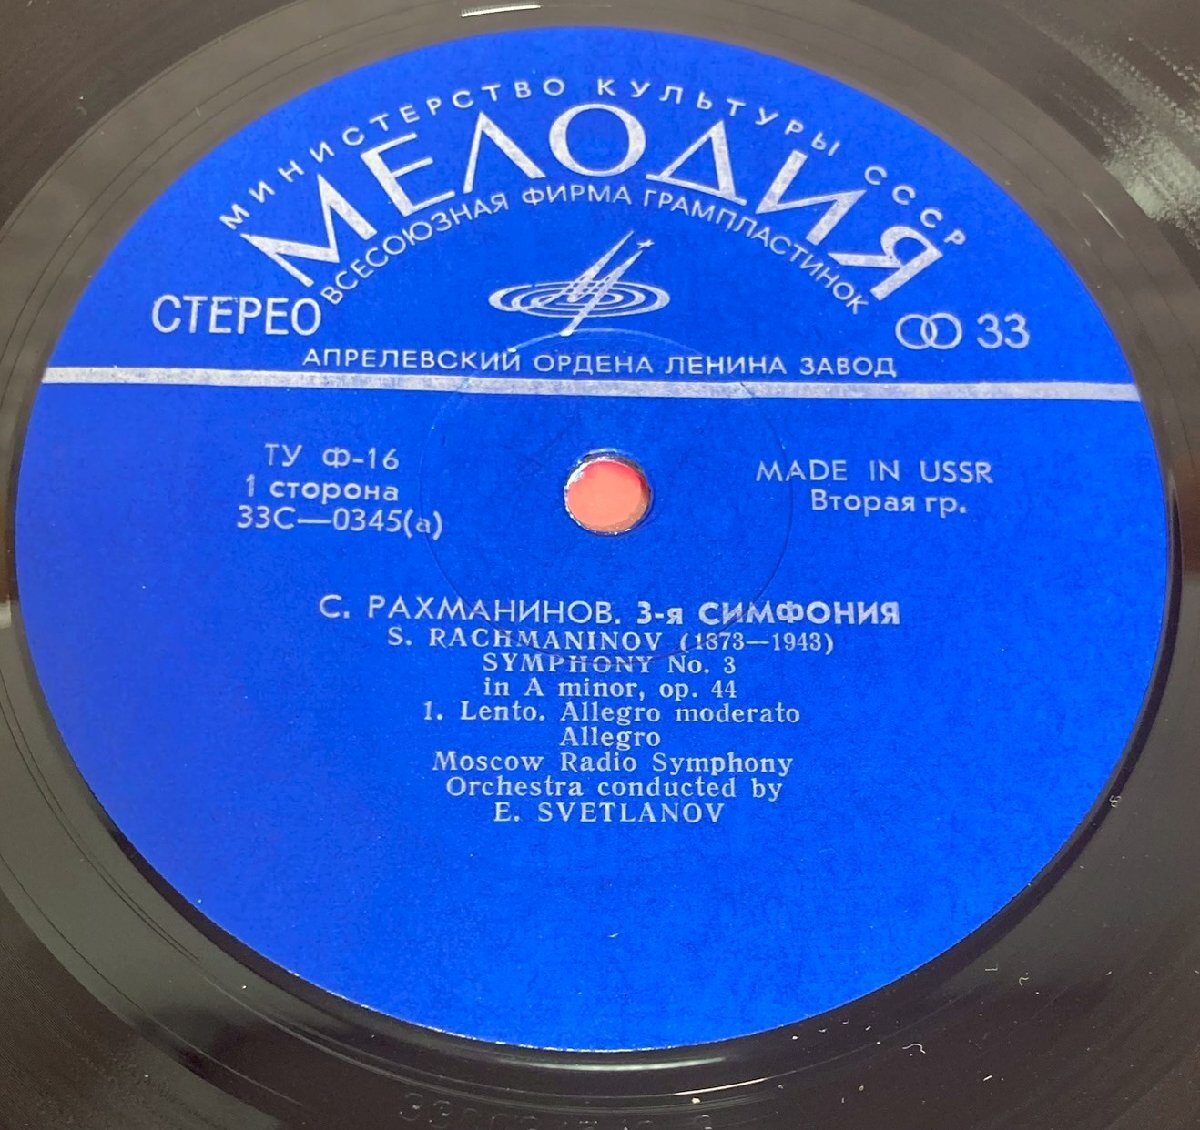 МИНИСТЕРСТВО КУЛЬТУРЫ СССР
МЕЛОДИЯ
ВСЕСОЮЗНАЯ ФИРМА ГРАМПЛАСТИНОК
СТЕРЕО
33
АПРЕЛЕВСКИЙ ОРДЕНА ЛЕНИНА ЗАВОД
ТУ Ф-16
1 сторона
33С—0345(а)
MADE IN USSR
Вторая гр.
С. РАХМАНИНОВ. 3-я СИМФОНИЯ
S. RACHMANINOV (1873—1943)
SYMPHONY No. 3
in A minor, op. 44
1. Lento. Allegro moderato
Allegro
Moscow Radio Symphony
Orchestra conducted by
E. SVETLANOV